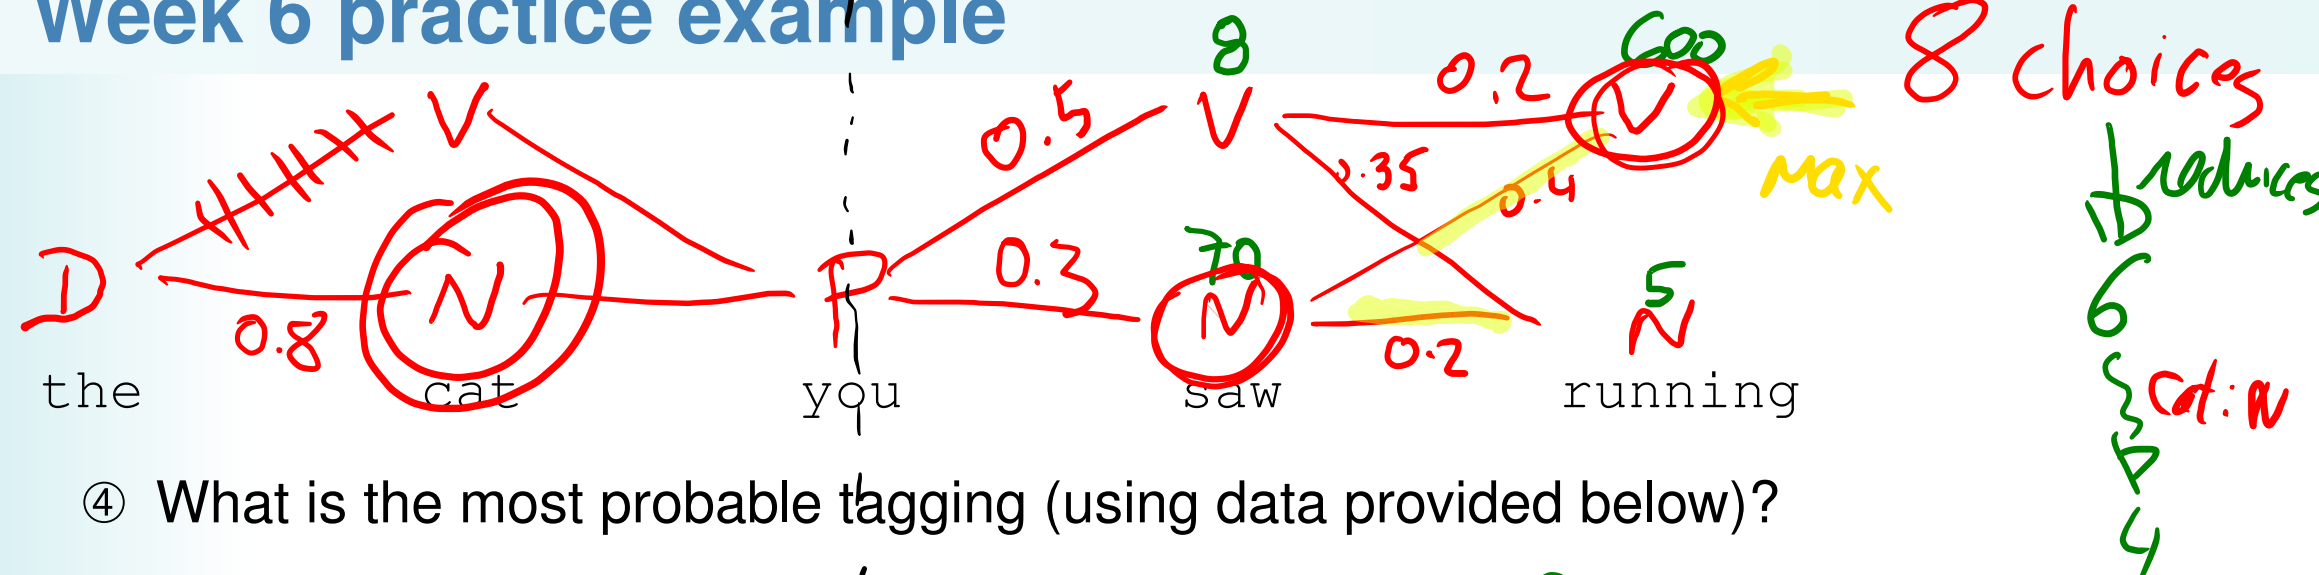 Week 6 practice example
8 600 8 choices
V 0.5 V 0.2 V
0.35 0.4 Max
reduces
D N P 0.3 70 N 5 N
0.8 0.2 6
the cat you saw running cat: N
④ What is the most probable tagging (using data provided below)?
4